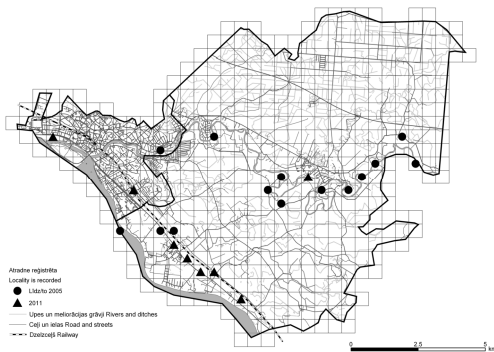 Atradne reģistrēta
Locality is recorded
Līdz/to 2005
2011
Upes un meliorācijas grāvji Rivers and ditches
Ceļi un ielas Road and streets
Dzelzceļš Railway
0 2.5 5
km